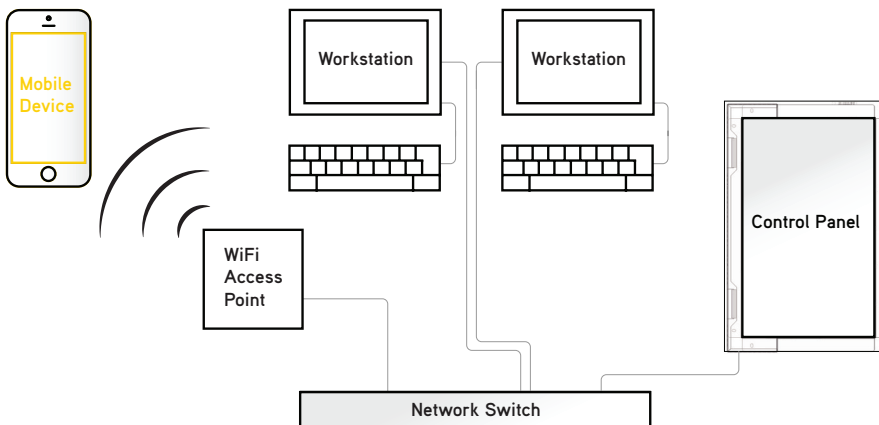 Mobile
Device
Workstation
Workstation
Control Panel
WiFi
Access
Point
Network Switch